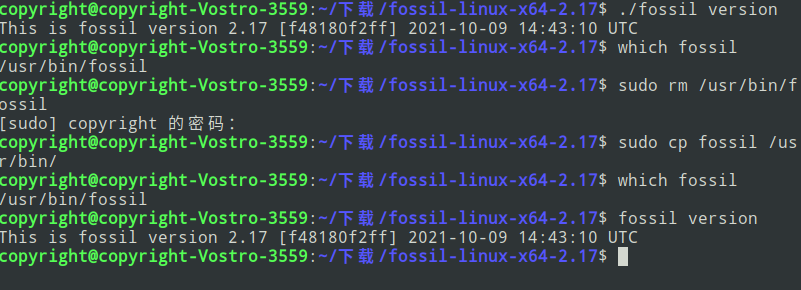 copyright@copyright-Vostro-3559:~/下载/fossil-linux-x64-2.17$ ./fossil version
This is fossil version 2.17 [f48180f2ff] 2021-10-09 14:43:10 UTC
copyright@copyright-Vostro-3559:~/下载/fossil-linux-x64-2.17$ which fossil
/usr/bin/fossil
copyright@copyright-Vostro-3559:~/下载/fossil-linux-x64-2.17$ sudo rm /usr/bin/f
ossil
[sudo] copyright 的密码：
copyright@copyright-Vostro-3559:~/下载/fossil-linux-x64-2.17$ sudo cp fossil /us
r/bin/
copyright@copyright-Vostro-3559:~/下载/fossil-linux-x64-2.17$ which fossil
/usr/bin/fossil
copyright@copyright-Vostro-3559:~/下载/fossil-linux-x64-2.17$ fossil version
This is fossil version 2.17 [f48180f2ff] 2021-10-09 14:43:10 UTC
copyright@copyright-Vostro-3559:~/下载/fossil-linux-x64-2.17$